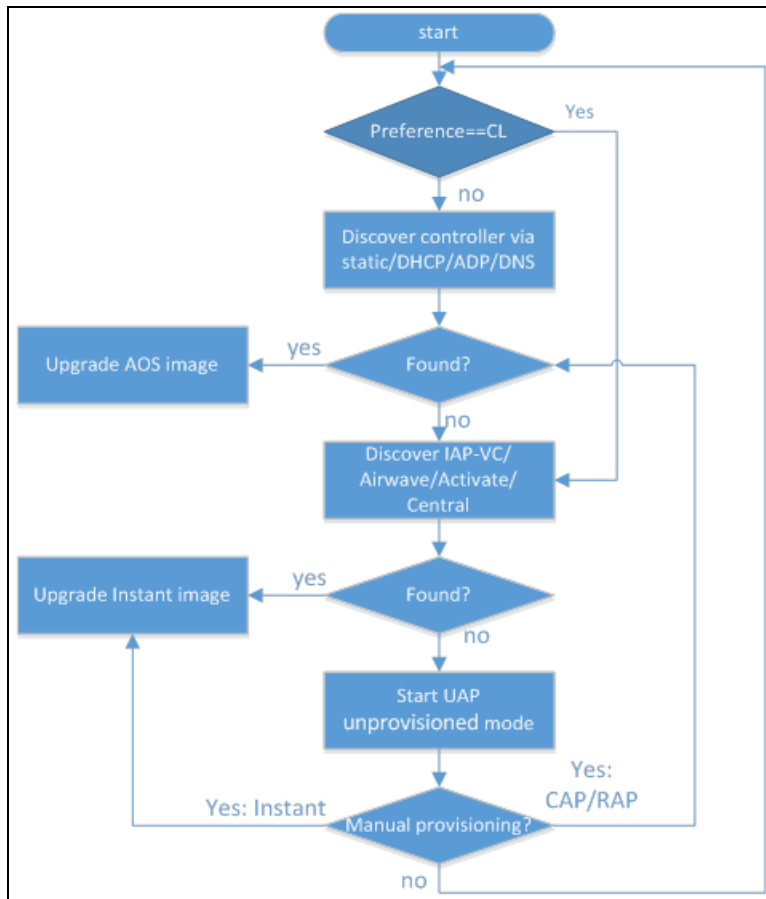 start
Preference==CL
Yes
no
Discover controller via
static/DHCP/ADP/DNS
Upgrade AOS image
yes
Found?
no
Discover IAP-VC/
Airwave/Activate/
Central
Upgrade Instant image
yes
Found?
no
Start UAP
unprovisioned mode
Yes: Instant
Manual provisioning?
Yes:
CAP/RAP
no